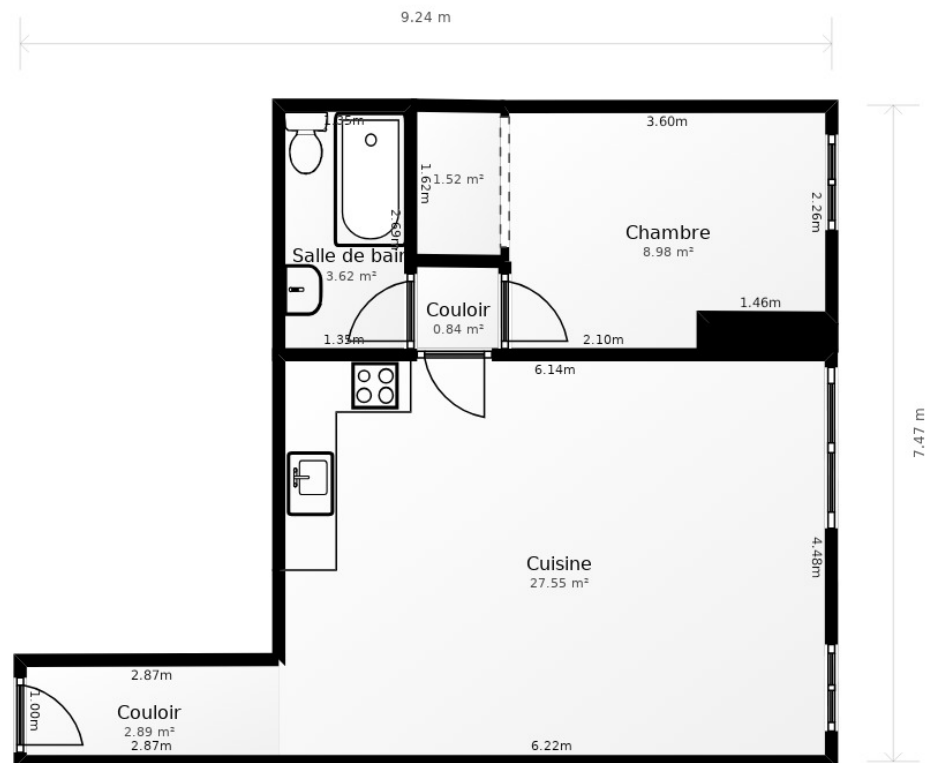 9.24 m
1.35m
3.60m
1.62m
1.52 m²
2.26m
2.69m
Chambre
8.98 m²
Salle de bain
3.62 m²
1.46m
Couloir
0.84 m²
1.35m
2.10m
6.14m
7.47 m
4.48m
Cuisine
27.55 m²
2.87m
1.00m
Couloir
2.89 m²
2.87m
6.22m